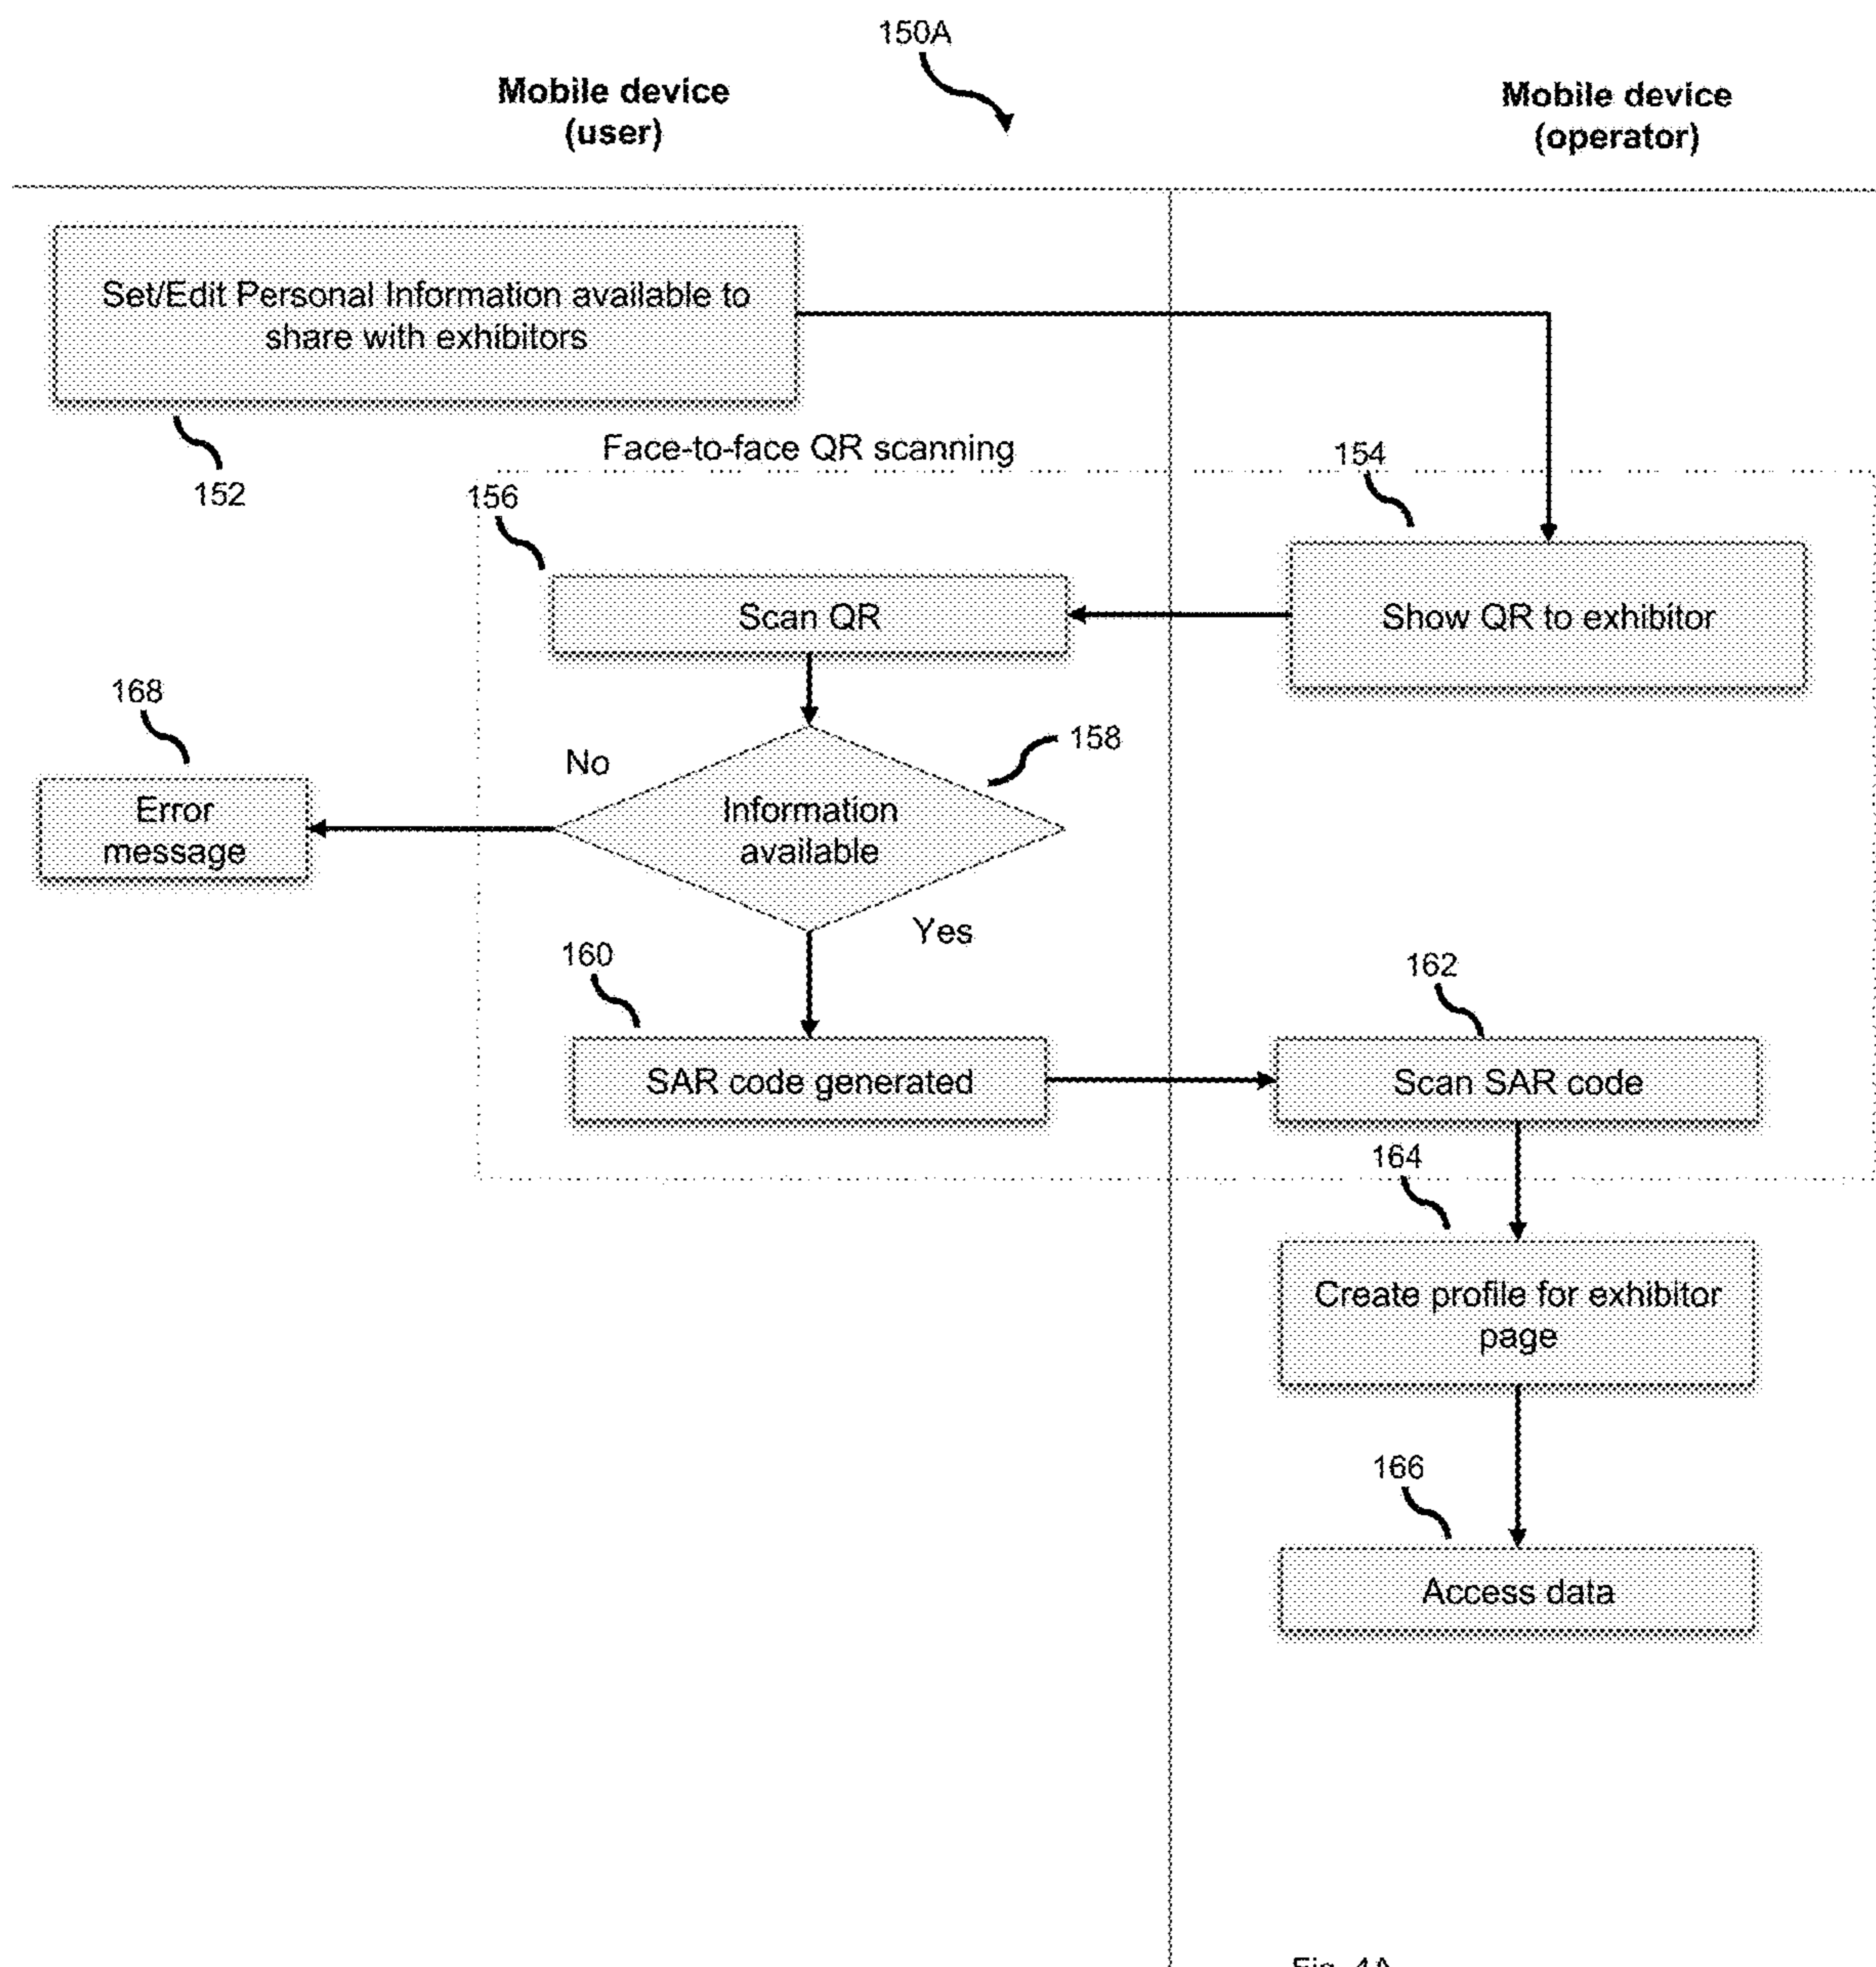 150A
Mobile device
(user)
Mobile device
(operator)
Set/Edit Personal Information available to
share with exhibitors
152
Face-to-face QR scanning
154
156
Scan QR
Show QR to exhibitor
168
158
No
Error
message
Information
available
Yes
160
162
SAR code generated
Scan SAR code
164
Create profile for exhibitor
page
166
Access data
Fig. 4A